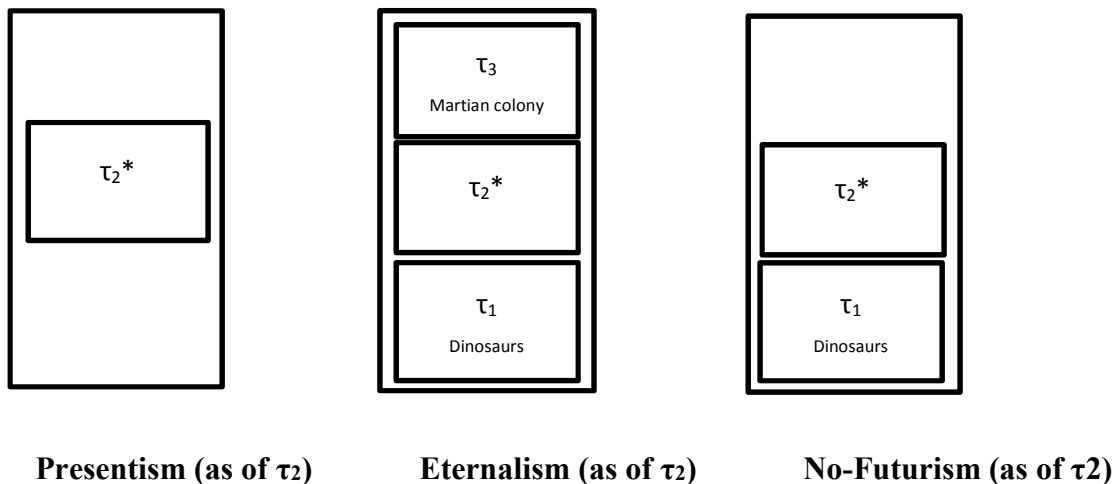 τ₃
Martian colony
τ₂*
τ₂*
τ₂*
τ₁
Dinosaurs
τ₁
Dinosaurs
Presentism (as of τ₂)
Eternalism (as of τ₂)
No-Futurism (as of τ2)